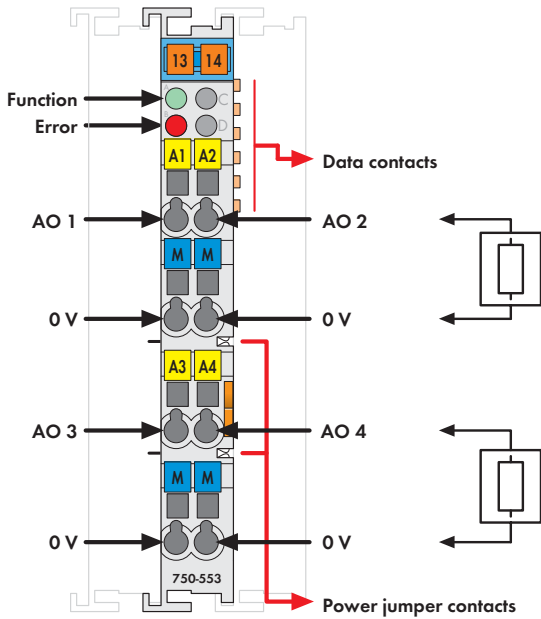 13 14
A C
Function
Error
D
A1 A2
Data contacts
AO 1
AO 2
M M
0 V
0 V
A3 A4
AO 3
AO 4
M M
0 V
0 V
750-553
Power jumper contacts